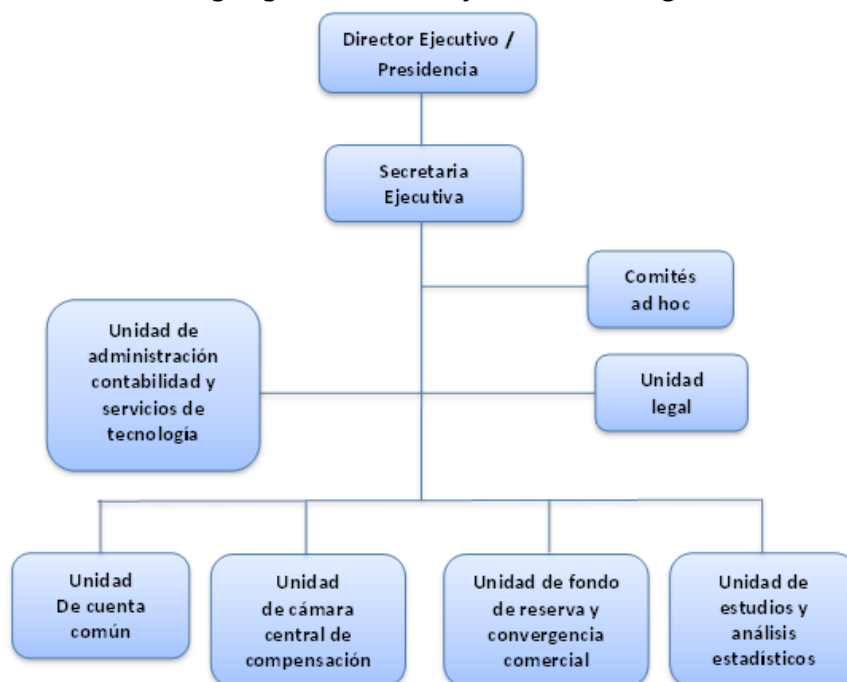 Director Ejecutivo /
Presidencia
Secretaria
Ejecutiva
Comités
ad hoc
Unidad de
administración
contabilidad y
servicios de
tecnología
Unidad
legal
Unidad
De cuenta
común
Unidad
de cámara
central de
compensación
Unidad de fondo
de reserva y
convergencia
comercial
Unidad de
estudios y
análisis
estadísticos